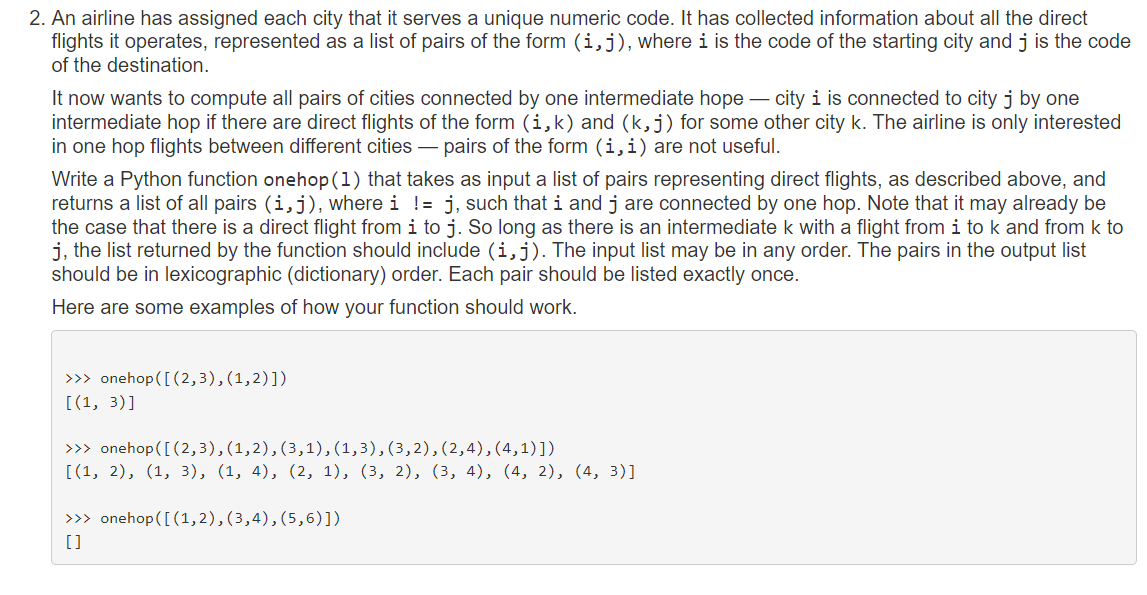 2. An airline has assigned each city that it serves a unique numeric code. It has collected information about all the direct
flights it operates, represented as a list of pairs of the form (i,j), where i is the code of the starting city and j is the code
of the destination.
It now wants to compute all pairs of cities connected by one intermediate hope — city i is connected to city j by one
intermediate hop if there are direct flights of the form (i,k) and (k,j) for some other city k. The airline is only interested
in one hop flights between different cities — pairs of the form (i,i) are not useful.
Write a Python function onehop(l) that takes as input a list of pairs representing direct flights, as described above, and
returns a list of all pairs (i,j), where i != j, such that i and j are connected by one hop. Note that it may already be
the case that there is a direct flight from i to j. So long as there is an intermediate k with a flight from i to k and from k to
j, the list returned by the function should include (i,j). The input list may be in any order. The pairs in the output list
should be in lexicographic (dictionary) order. Each pair should be listed exactly once.
Here are some examples of how your function should work.
>>> onehop([(2,3),(1,2)])
[(1, 3)]
>>> onehop([(2,3),(1,2),(3,1),(1,3),(3,2),(2,4),(4,1)])
[(1, 2), (1, 3), (1, 4), (2, 1), (3, 2), (3, 4), (4, 2), (4, 3)]
>>> onehop([(1,2),(3,4),(5,6)])
[]